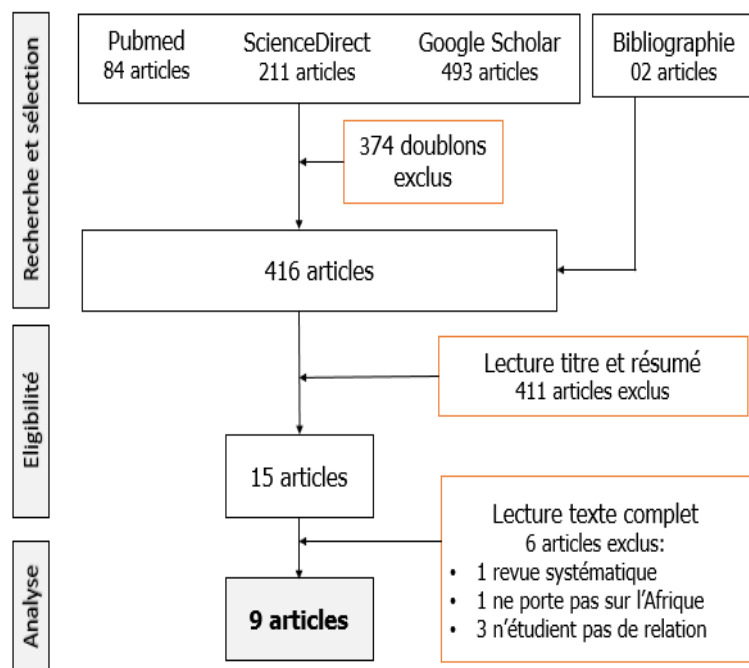 Recherche et sélection
Pubmed
84 articles
ScienceDirect
211 articles
Google Scholar
493 articles
Bibliographie
02 articles
374 doublons
exclus
416 articles
Eligibilité
Lecture titre et résumé
411 articles exclus
15 articles
Analyse
Lecture texte complet
6 articles exclus:
• 1 revue systématique
• 1 ne porte pas sur l'Afrique
• 3 n'étudient pas de relation
9 articles